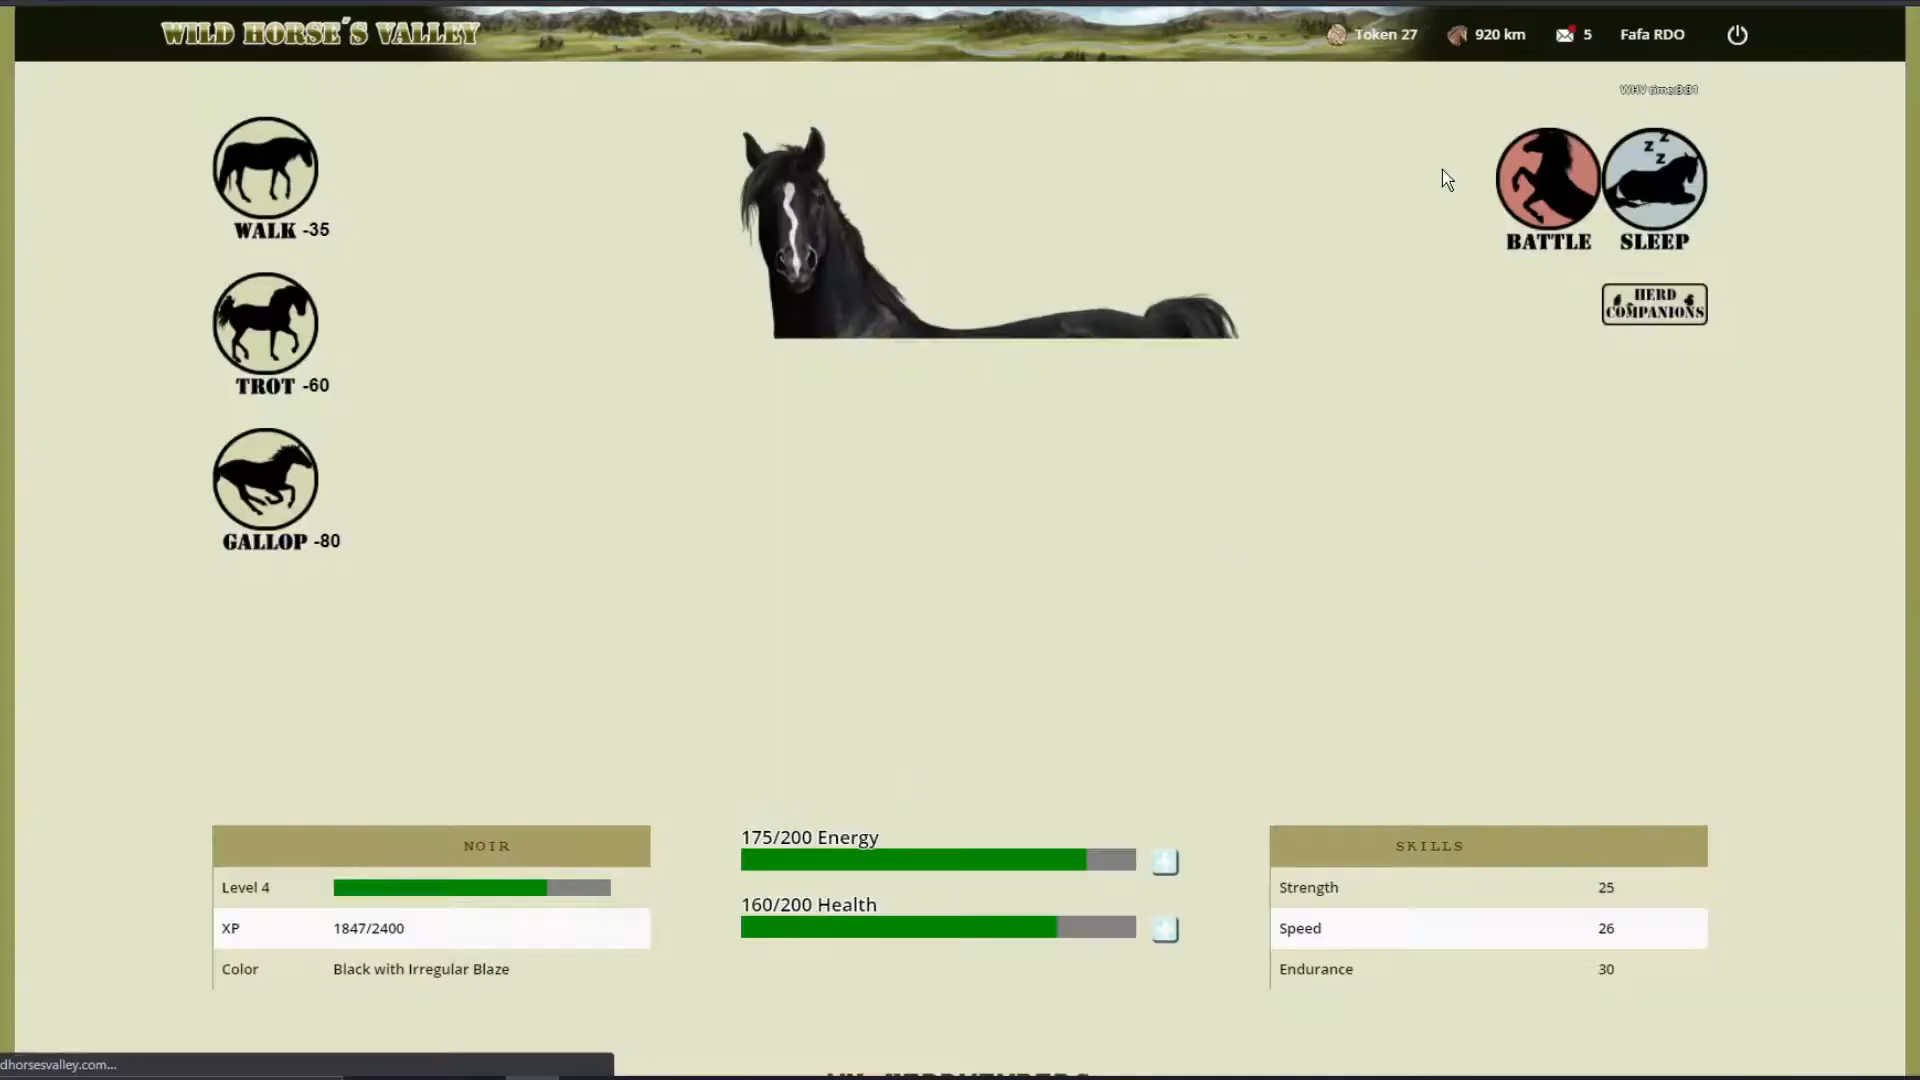 WILD HORSE'S VALLEY
Token 27
920 km
5
Fafa RDO
WALK -35
TROT -60
GALLOP -80
Z Z Z
BATTLE
SLEEP
HERD
COMPANIONS
NOIR
Level 4
XP 1847/2400
Color Black with Irregular Blaze
175/200 Energy
160/200 Health
SKILLS
Strength 25
Speed 26
Endurance 30
dhorsesvalley.com...